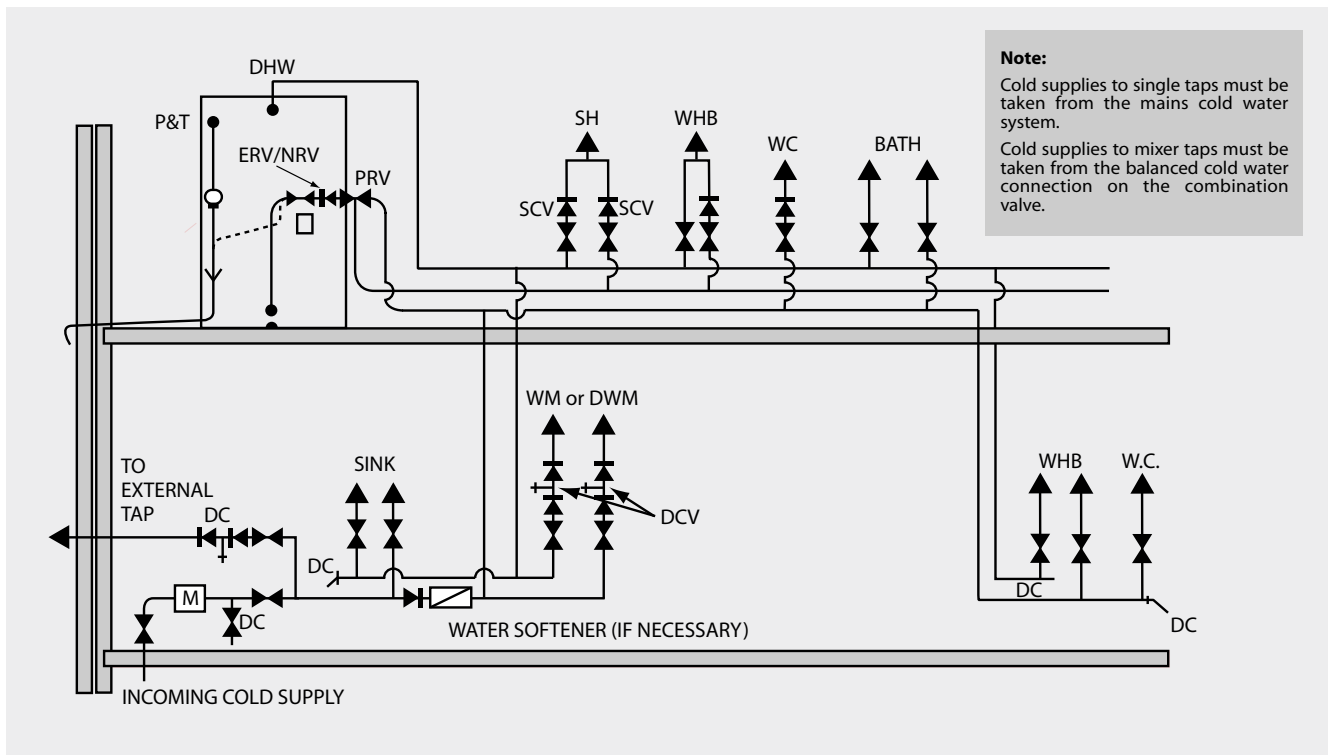 DHW
P&T
ERV/NRV
PRV
SH
WHB
WC
BATH
SCV
SCV
Note:
Cold supplies to single taps must be
taken from the mains cold water
system.
Cold supplies to mixer taps must be
taken from the balanced cold water
connection on the combination
valve.
WM or DWM
SINK
DCV
TO
EXTERNAL
TAP
DC
DC
M
DC
WATER SOFTENER (IF NECESSARY)
INCOMING COLD SUPPLY
WHB
W.C.
DC
DC